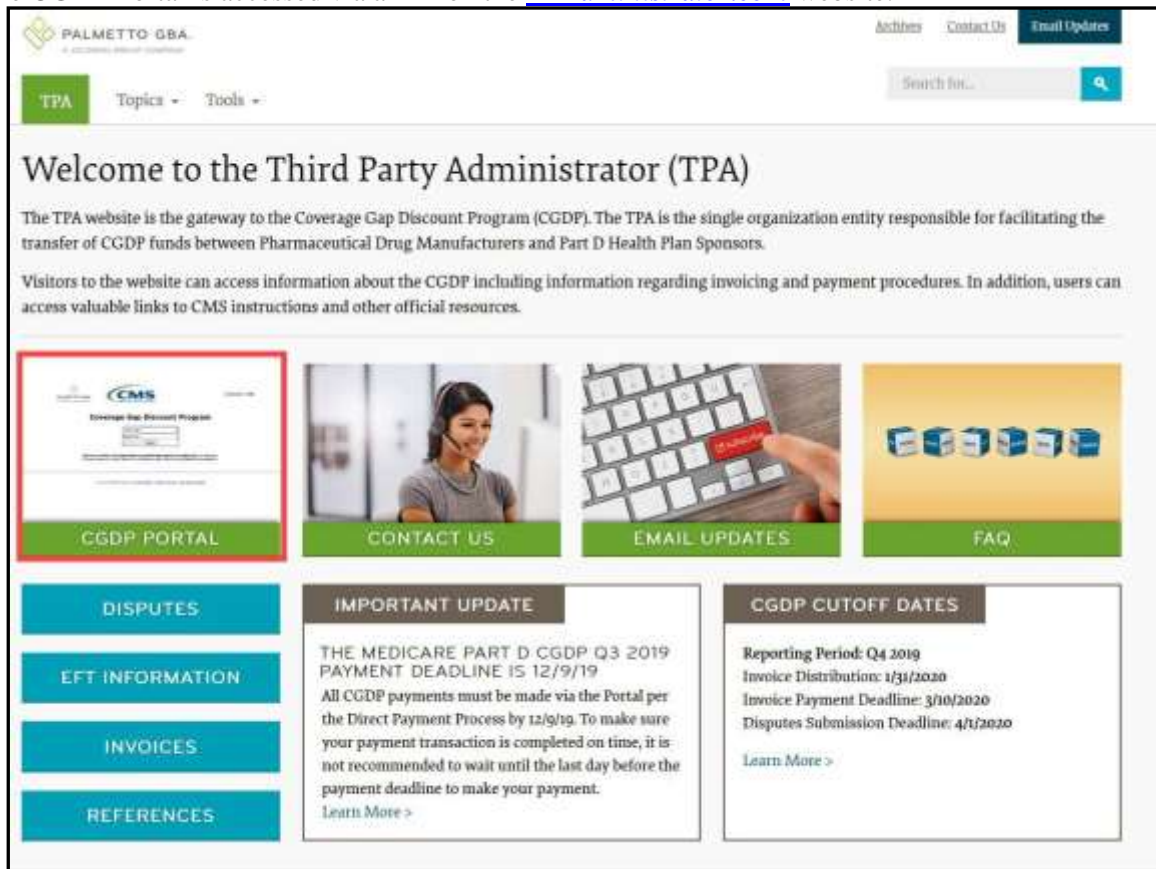 PALMETTO GBA.
Archives Contact Us Email Updates
TPA Topics Tools
Search for...
Welcome to the Third Party Administrator (TPA)
The TPA website is the gateway to the Coverage Gap Discount Program (CGDP). The TPA is the single organization entity responsible for facilitating the
transfer of CGDP funds between Pharmaceutical Drug Manufacturers and Part D Health Plan Sponsors.
Visitors to the website can access information about the CGDP including information regarding invoicing and payment procedures. In addition, users can
access valuable links to CMS instructions and other official resources.
CMS
Coverage Gap Discount Program
CGDP PORTAL
CONTACT US
EMAIL UPDATES
FAQ
DISPUTES
EFT INFORMATION
INVOICES
REFERENCES
IMPORTANT UPDATE
THE MEDICARE PART D CGDP Q3 2019
PAYMENT DEADLINE IS 12/9/19
All CGDP payments must be made via the Portal per
the Direct Payment Process by 12/9/19. To make sure
your payment transaction is completed on time, it is
not recommended to wait until the last day before the
payment deadline to make your payment.
Learn More >
CGDP CUTOFF DATES
Reporting Period: Q4 2019
Invoice Distribution: 1/31/2020
Invoice Payment Deadline: 3/10/2020
Disputes Submission Deadline: 4/1/2020
Learn More >